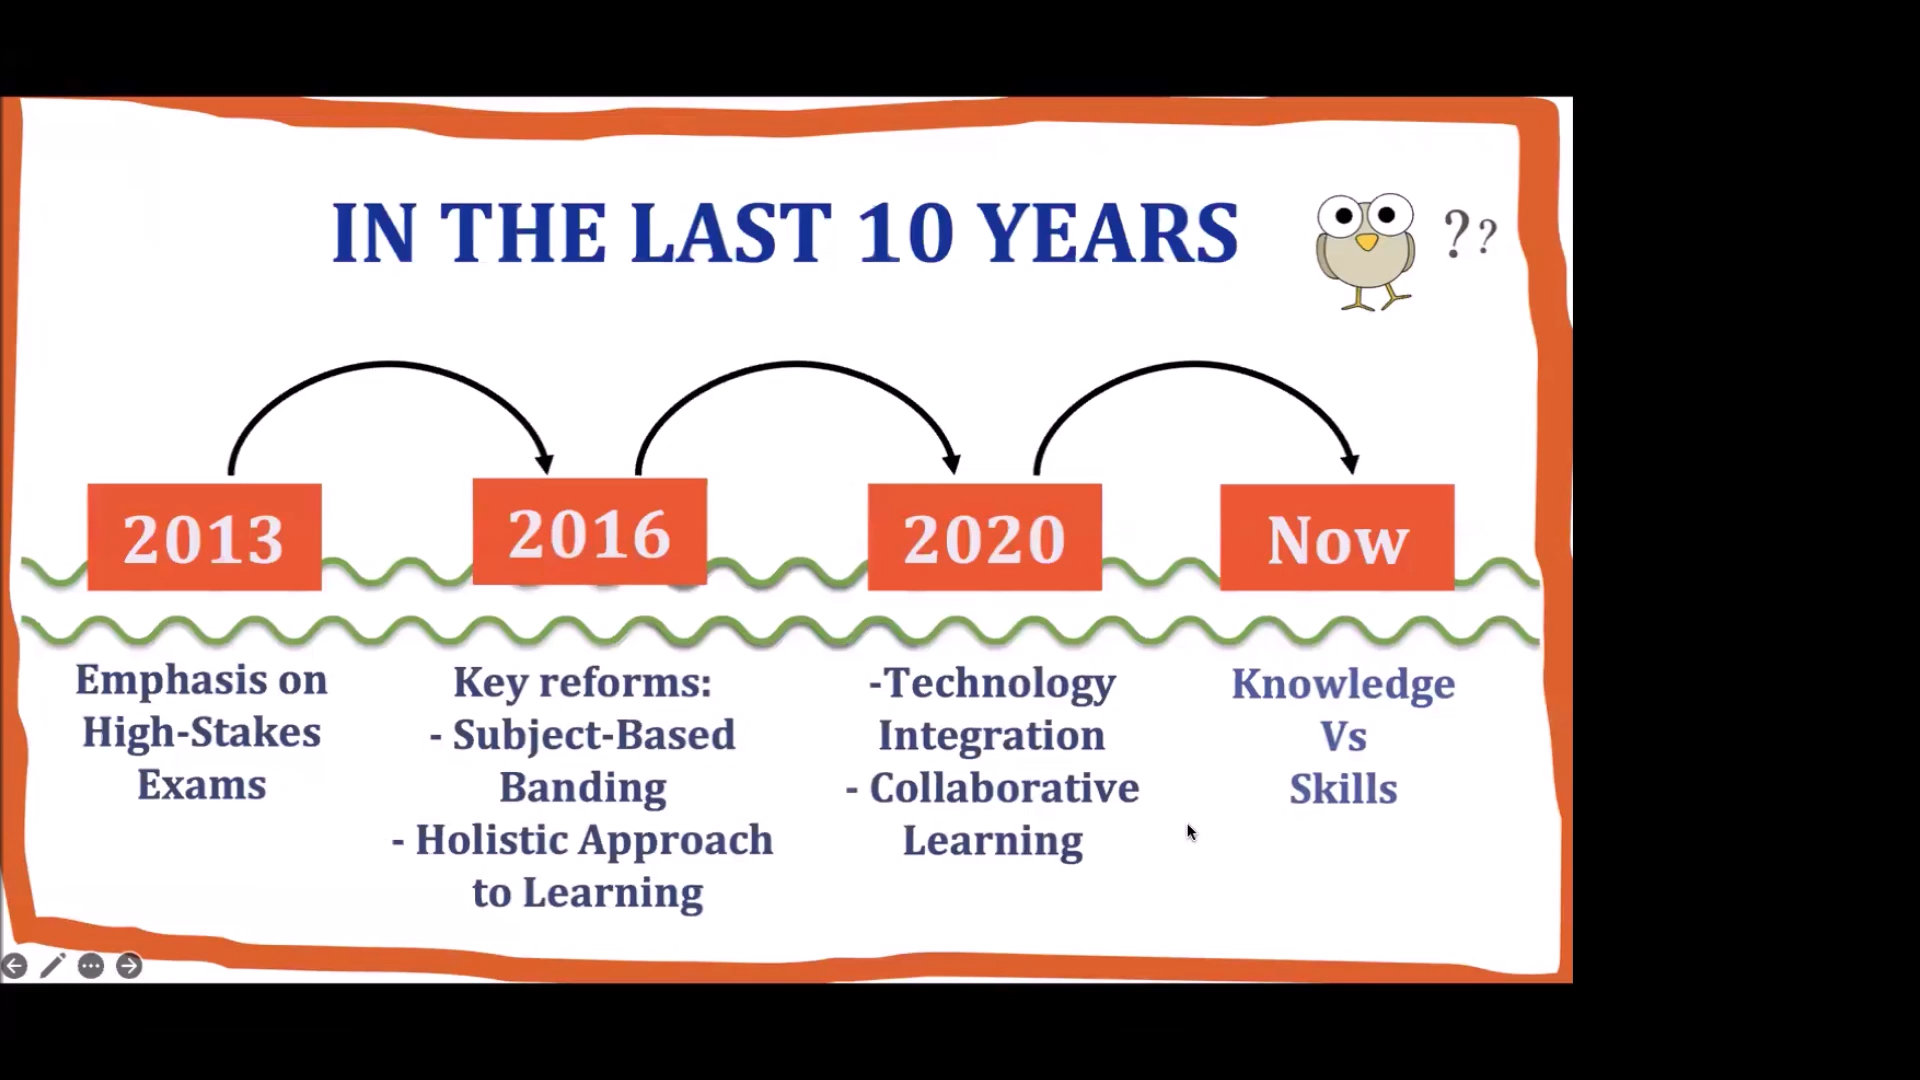 IN THE LAST 10 YEARS
??
2013
2016
2020
Now
Emphasis on
High-Stakes
Exams
Key reforms:
- Subject-Based
Banding
- Holistic Approach
to Learning
-Technology
Integration
- Collaborative
Learning
Knowledge
Vs
Skills